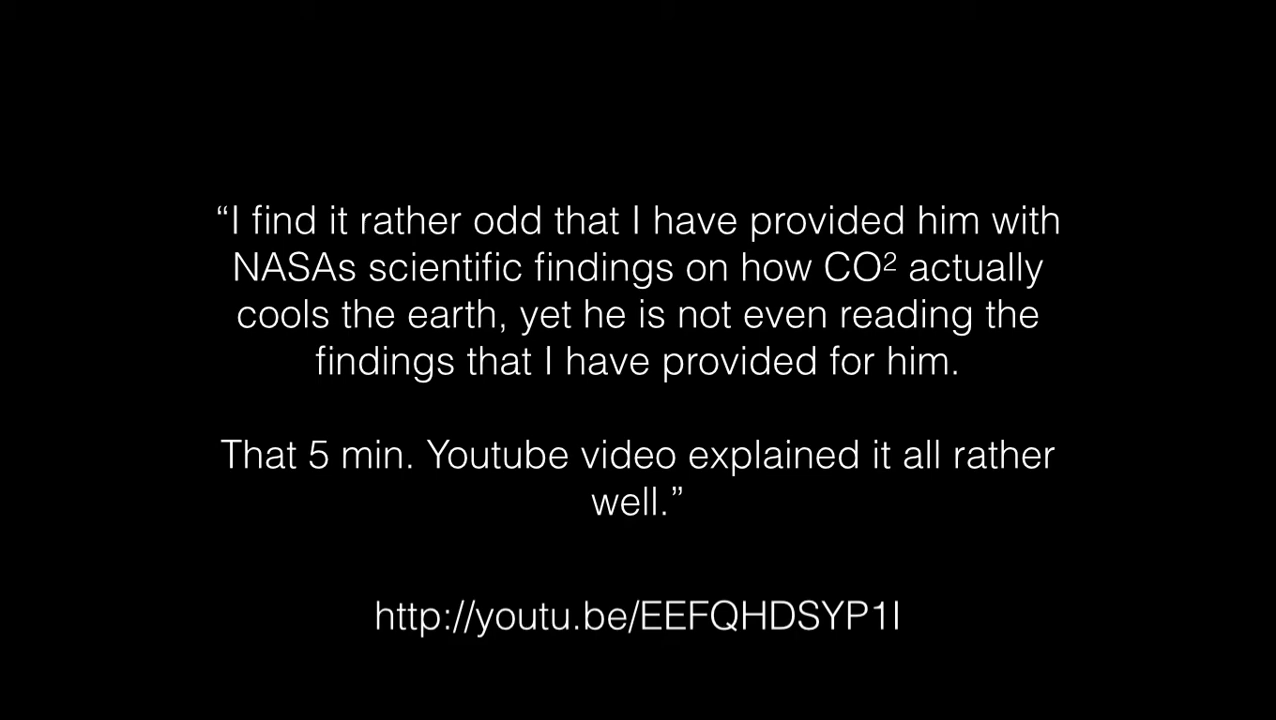 “I find it rather odd that I have provided him with
NASAs scientific findings on how CO² actually
cools the earth, yet he is not even reading the
findings that I have provided for him.
That 5 min. Youtube video explained it all rather
well.”
http://youtu.be/EEFQHDSYP1I